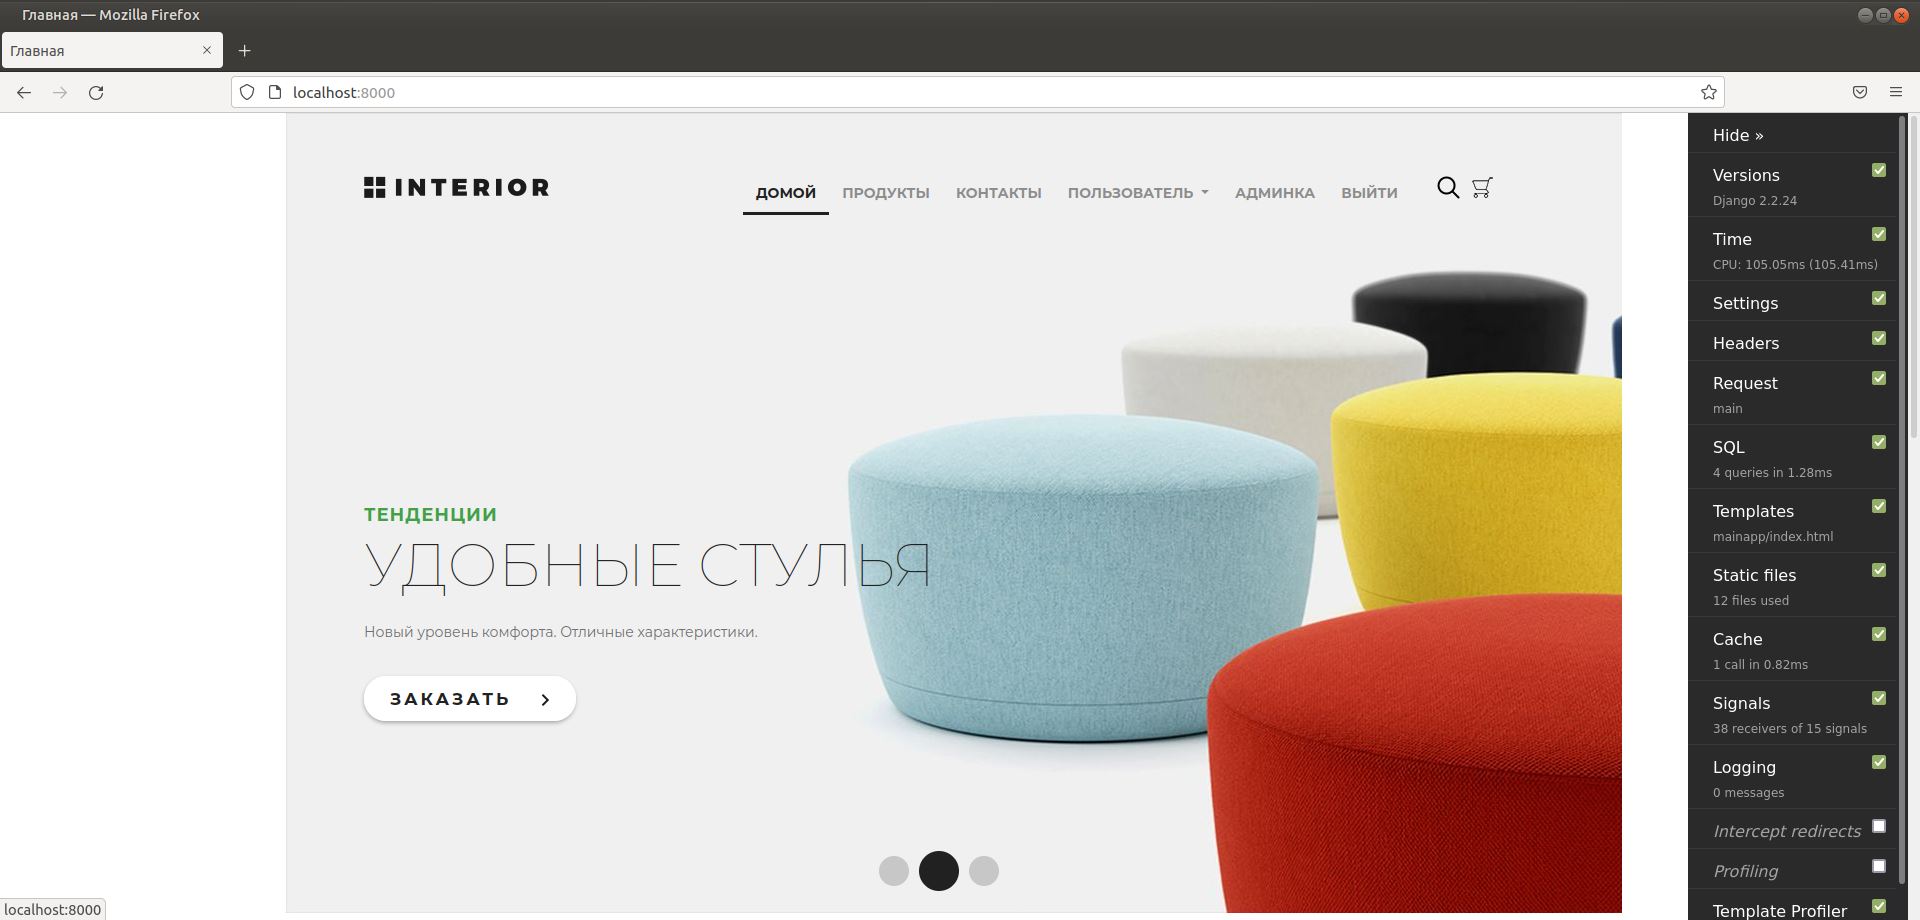 Главная — Mozilla Firefox
Главная
localhost:8000
INTERIOR
ДОМОЙ ПРОДУКТЫ КОНТАКТЫ ПОЛЬЗОВАТЕЛЬ АДМИНКА ВЫЙТИ
ТЕНДЕНЦИИ
УДОБНЫЕ СТУЛЬЯ
Новый уровень комфорта. Отличные характеристики.
ЗАКАЗАТЬ
Hide »
Versions
Django 2.2.24
Time
CPU: 105.05ms (105.41ms)
Settings
Headers
Request
main
SQL
4 queries in 1.28ms
Templates
mainapp/index.html
Static files
12 files used
Cache
1 call in 0.82ms
Signals
38 receivers of 15 signals
Logging
0 messages
Intercept redirects
Profiling
Template Profiler
localhost:8000